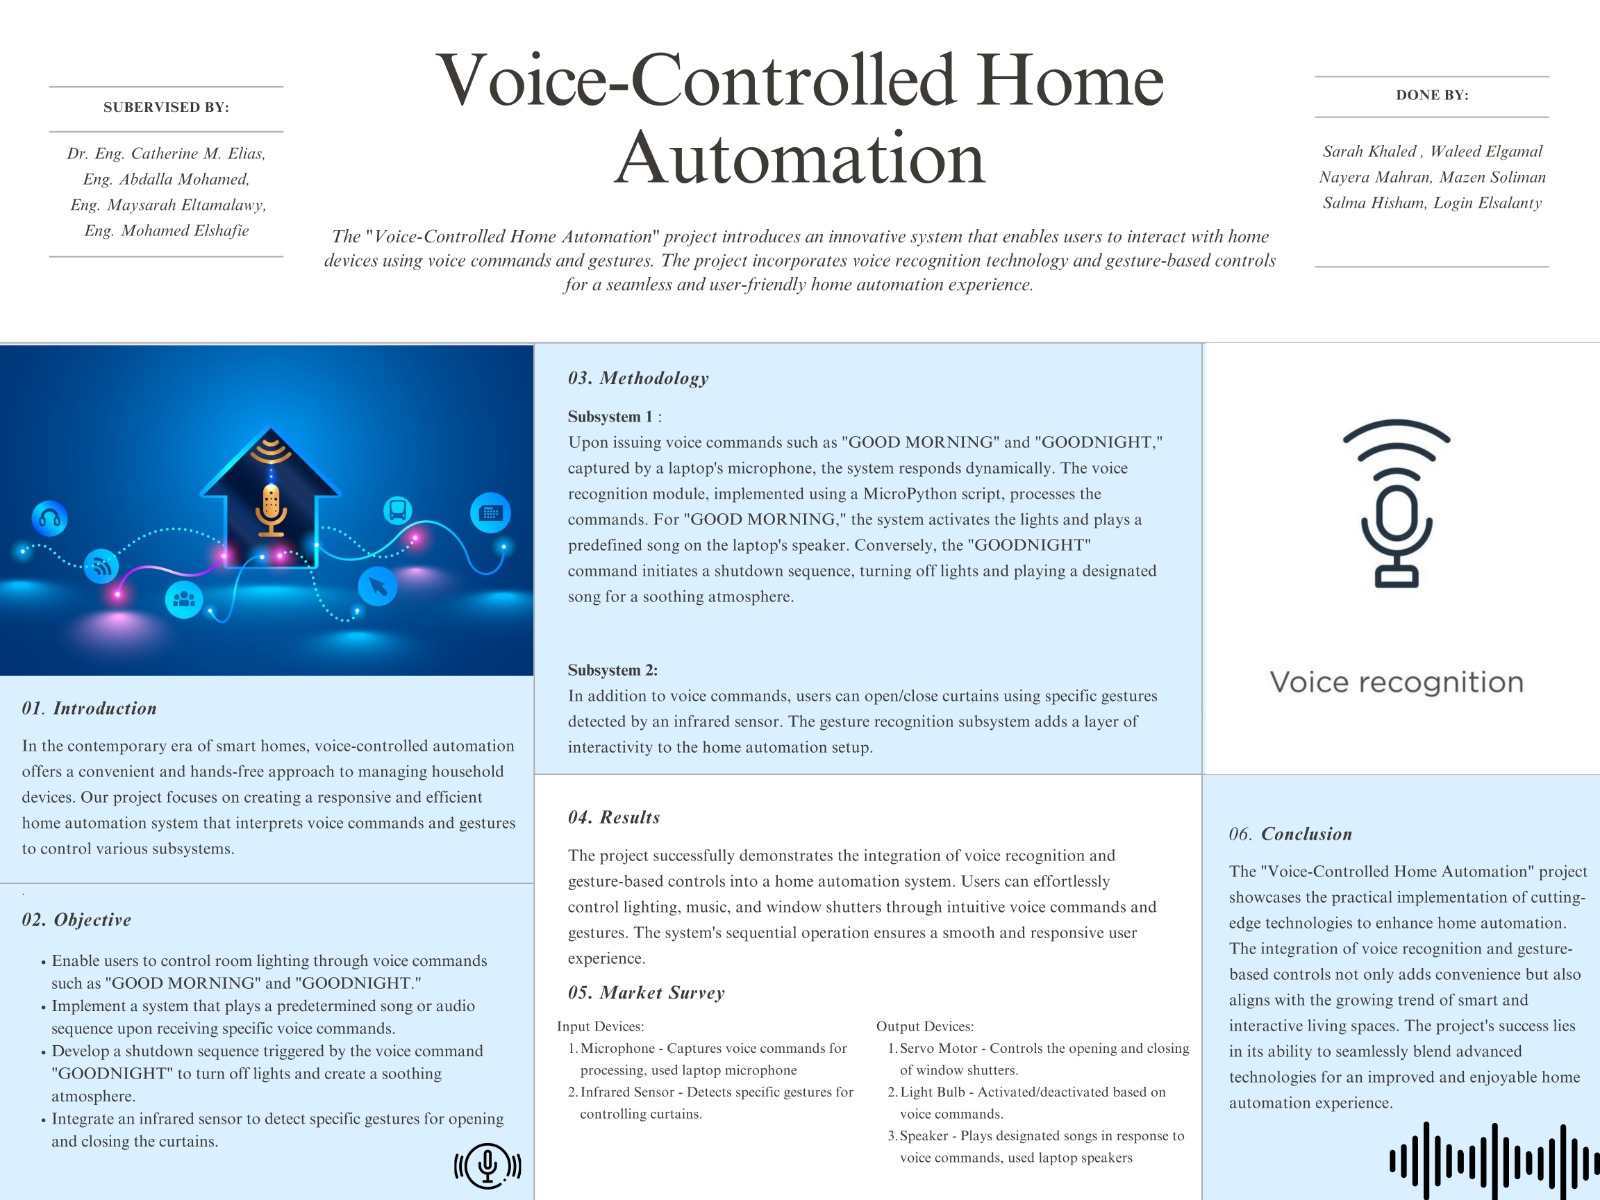 Voice-Controlled Home
Automation
SUBERVISED BY:
Dr. Eng. Catherine M. Elias,
Eng. Abdalla Mohamed,
Eng. Maysarah Eltamalawy,
Eng. Mohamed Elshafie
DONE BY:
Sarah Khaled , Waleed Elgamal
Nayera Mahran, Mazen Soliman
Salma Hisham, Login Elsalanty
The "Voice-Controlled Home Automation" project introduces an innovative system that enables users to interact with home
devices using voice commands and gestures. The project incorporates voice recognition technology and gesture-based controls
for a seamless and user-friendly home automation experience.
01. Introduction
In the contemporary era of smart homes, voice-controlled automation
offers a convenient and hands-free approach to managing household
devices. Our project focuses on creating a responsive and efficient
home automation system that interprets voice commands and gestures
to control various subsystems.
.
02. Objective
• Enable users to control room lighting through voice commands
such as "GOOD MORNING" and "GOODNIGHT."
• Implement a system that plays a predetermined song or audio
sequence upon receiving specific voice commands.
• Develop a shutdown sequence triggered by the voice command
"GOODNIGHT" to turn off lights and create a soothing
atmosphere.
• Integrate an infrared sensor to detect specific gestures for opening
and closing the curtains.
03. Methodology
Subsystem 1 :
Upon issuing voice commands such as "GOOD MORNING" and "GOODNIGHT,"
captured by a laptop's microphone, the system responds dynamically. The voice
recognition module, implemented using a MicroPython script, processes the
commands. For "GOOD MORNING," the system activates the lights and plays a
predefined song on the laptop's speaker. Conversely, the "GOODNIGHT"
command initiates a shutdown sequence, turning off lights and playing a designated
song for a soothing atmosphere.
Subsystem 2:
In addition to voice commands, users can open/close curtains using specific gestures
detected by an infrared sensor. The gesture recognition subsystem adds a layer of
interactivity to the home automation setup.
04. Results
The project successfully demonstrates the integration of voice recognition and
gesture-based controls into a home automation system. Users can effortlessly
control lighting, music, and window shutters through intuitive voice commands and
gestures. The system's sequential operation ensures a smooth and responsive user
experience.
05. Market Survey
Input Devices:
1. Microphone - Captures voice commands for
processing, used laptop microphone
2. Infrared Sensor - Detects specific gestures for
controlling curtains.
Output Devices:
1. Servo Motor - Controls the opening and closing
of window shutters.
2. Light Bulb - Activated/deactivated based on
voice commands.
3. Speaker - Plays designated songs in response to
voice commands, used laptop speakers
Voice recognition
06. Conclusion
The "Voice-Controlled Home Automation" project
showcases the practical implementation of cutting-
edge technologies to enhance home automation.
The integration of voice recognition and gesture-
based controls not only adds convenience but also
aligns with the growing trend of smart and
interactive living spaces. The project's success lies
in its ability to seamlessly blend advanced
technologies for an improved and enjoyable home
automation experience.